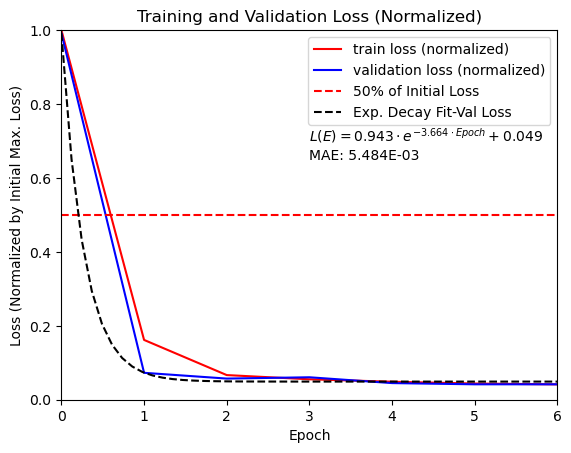 Training and Validation Loss (Normalized)
Loss (Normalized by Initial Max. Loss)
1.0
0.8
0.6
0.4
0.2
0.0
train loss (normalized)
validation loss (normalized)
50% of Initial Loss
Exp. Decay Fit-Val Loss
L(E) = 0.943 · e^{−3.664 · Epoch} + 0.049
MAE: 5.484E-03
0 1 2 3 4 5 6
Epoch